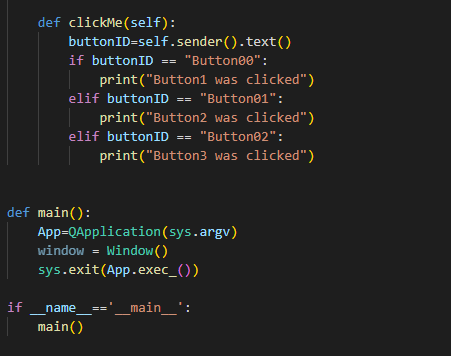 def clickMe(self):
buttonID=self.sender().text()
if buttonID == "Button00":
print("Button1 was clicked")
elif buttonID == "Button01":
print("Button2 was clicked")
elif buttonID == "Button02":
print("Button3 was clicked")
def main():
App=QApplication(sys.argv)
window = Window()
sys.exit(App.exec_())
if __name__=='__main__':
main()